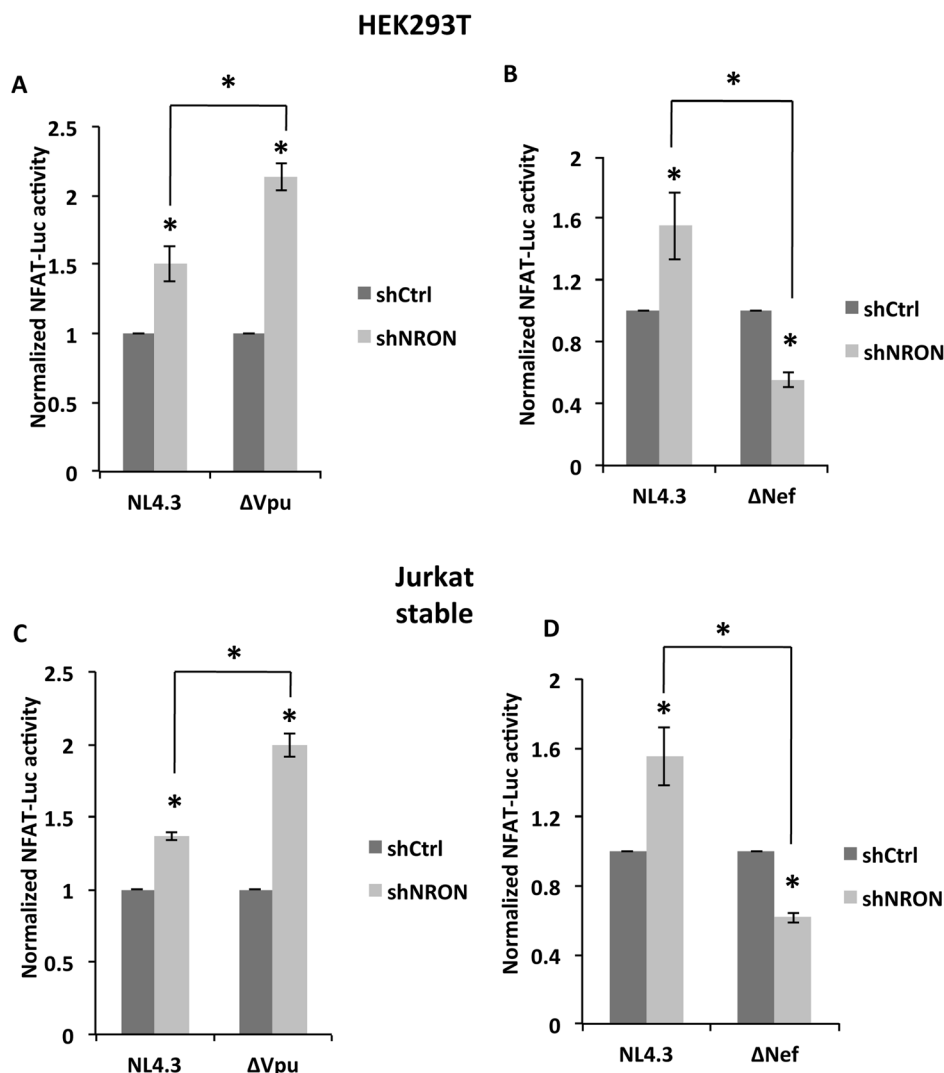 HEK293T
A
*
Normalized NFAT-Luc activity
2.5
2
1.5
1
0.5
0
*
*
NL4.3
ΔVpu
shCtrl
shNRON
B
*
Normalized NFAT-Luc activity
2
1.6
1.2
0.8
0.4
0
*
*
NL4.3
ΔNef
shCtrl
shNRON
Jurkat
stable
C
*
Normalized NFAT-Luc activity
2.5
2
1.5
1
0.5
0
*
*
NL4.3
ΔVpu
shCtrl
shNRON
D
*
Normalized NFAT-Luc activity
2
1.6
1.2
0.8
0.4
0
*
*
NL4.3
ΔNef
shCtrl
shNRON